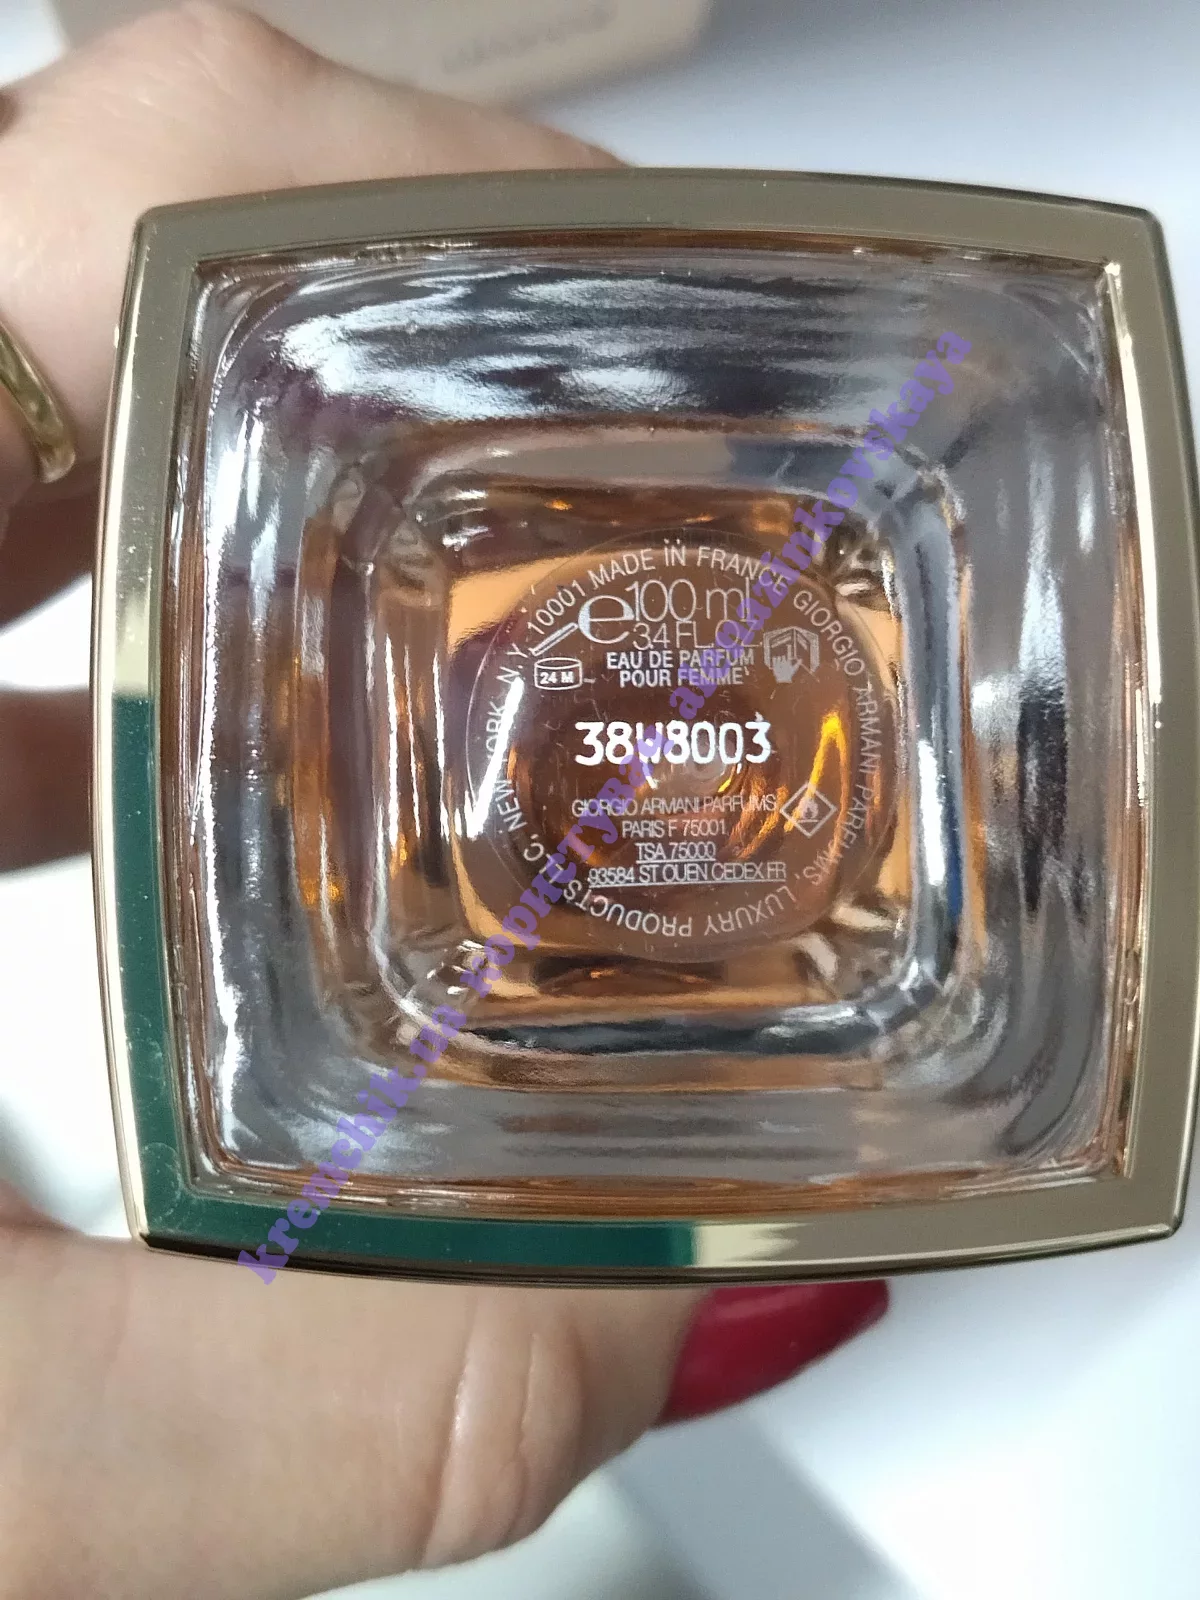 GIORGIO ARMANI PARFUMS, LUXURY PRODUCTS LLC, NEW YORK, N.Y. 10001 MADE IN FRANCE
e100 ml
3.4 FL.OZ.
EAU DE PARFUM
POUR FEMME
24 M
38W8003
GIORGIO ARMANI PARFUMS
PARIS F 75001
TSA 75000
93584 ST OUEN CEDEX FR
kremchik.ua користувач